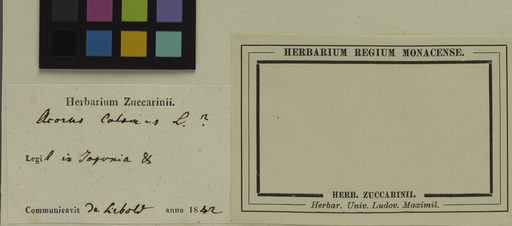 Herbarium Zuccarinii.
Acorus Calamus L. ?
Legit in Japonia
Communicavit de Siebold anno 1842
HERBARIUM REGIUM MONACENSE.
HERB. ZUCCARINII.
Herbar. Univ. Ludov. Maximil.